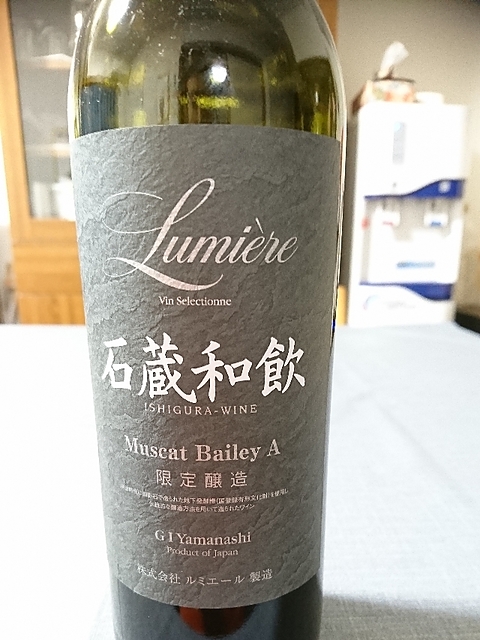 Lumière
Vin Selectionne
石蔵和飲
ISHIGURA-WINE
Muscat Bailey A
限定醸造
G I Yamanashi
Product of Japan
株式会社 ルミエール 製造